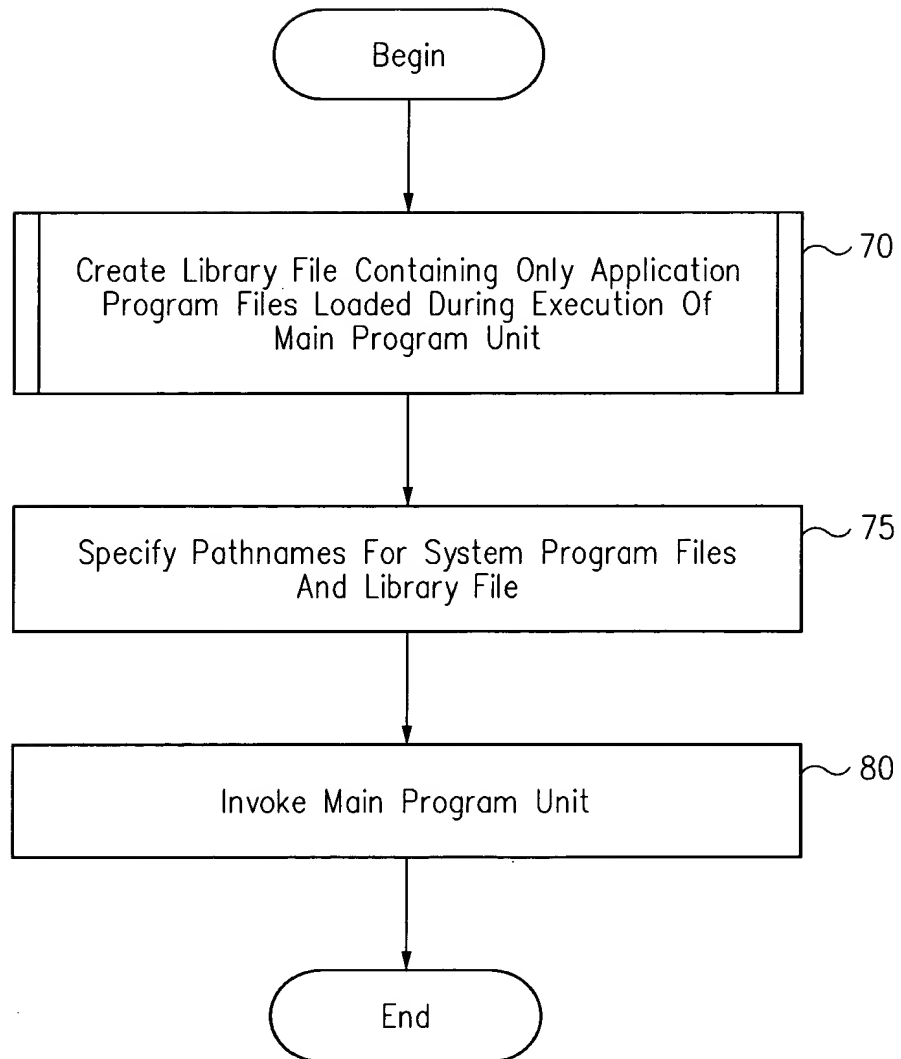 Begin
Create Library File Containing Only Application
Program Files Loaded During Execution Of
Main Program Unit
70
Specify Pathnames For System Program Files
And Library File
75
Invoke Main Program Unit
80
End